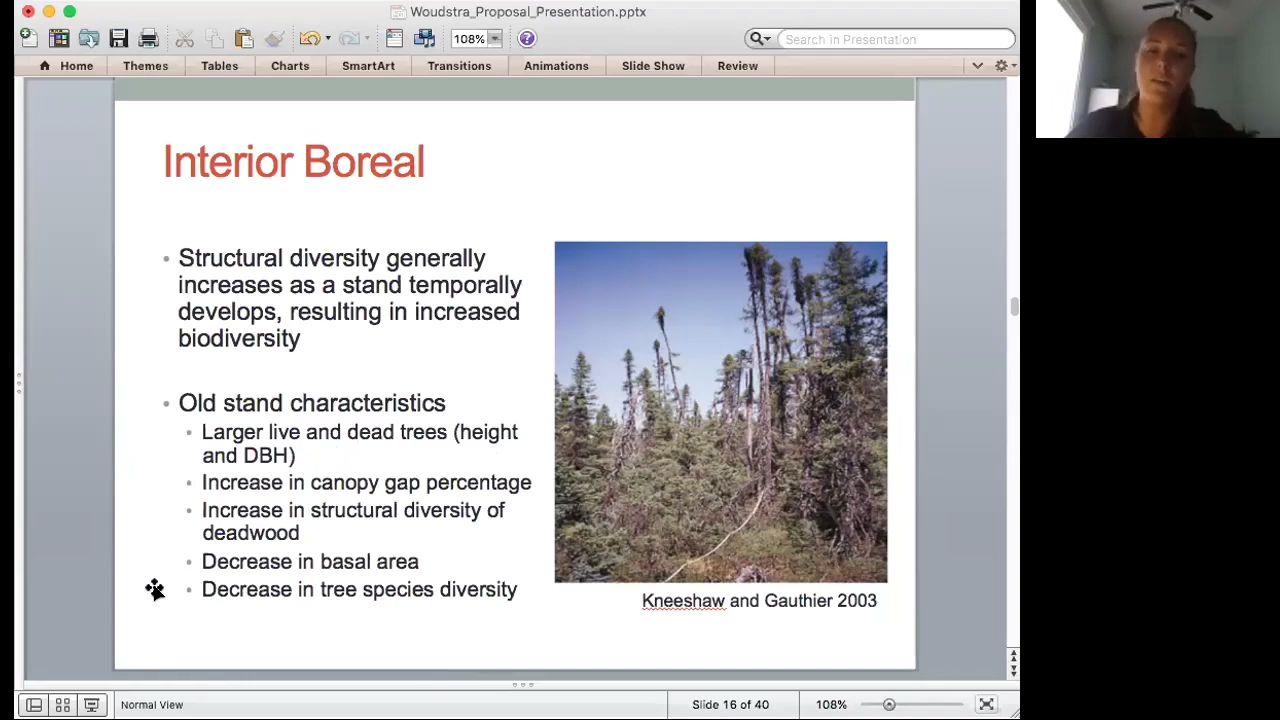 Woudstra_Proposal_Presentation.pptx
108%
Search in Presentation
Home Themes Tables Charts SmartArt Transitions Animations Slide Show Review
Interior Boreal
• Structural diversity generally
increases as a stand temporally
develops, resulting in increased
biodiversity
• Old stand characteristics
• Larger live and dead trees (height
and DBH)
• Increase in canopy gap percentage
• Increase in structural diversity of
deadwood
• Decrease in basal area
• Decrease in tree species diversity
Kneeshaw and Gauthier 2003
Normal View
Slide 16 of 40
108%